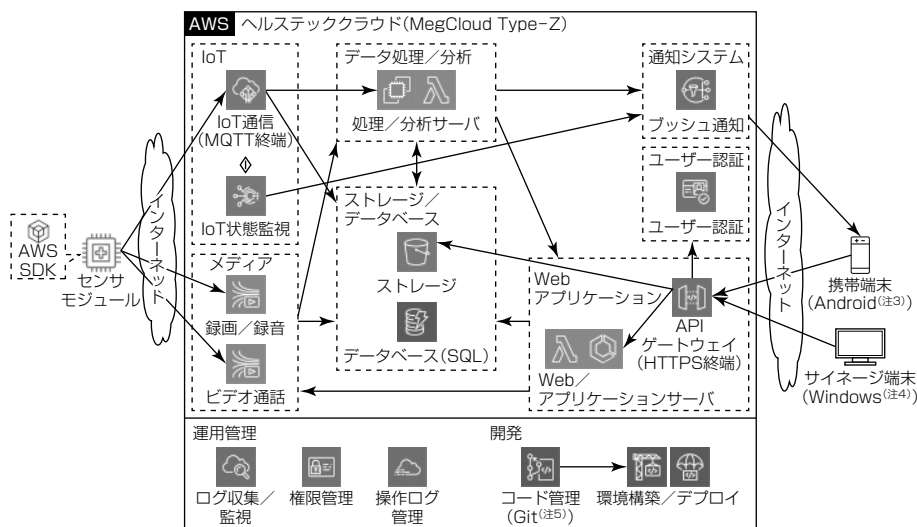 AWS ヘルステッククラウド(MegCloud Type-Z)
IoT
IoT通信
(MQTT終端)
IoT状態監視
データ処理/分析
処理/分析サーバ
通知システム
プッシュ通知
ユーザー認証
ユーザー認証
ストレージ/
データベース
ストレージ
データベース(SQL)
メディア
録画/録音
ビデオ通話
Web
アプリケーション
API
ゲートウェイ
(HTTPS終端)
Web/
アプリケーションサーバ
AWS
SDK
センサ
モジュール
インターネット
インターネット
携帯端末
(Android(注3))
サイネージ端末
(Windows(注4))
運用管理
ログ収集/
監視
権限管理
操作ログ
管理
開発
コード管理
(Git(注5))
環境構築/デプロイ